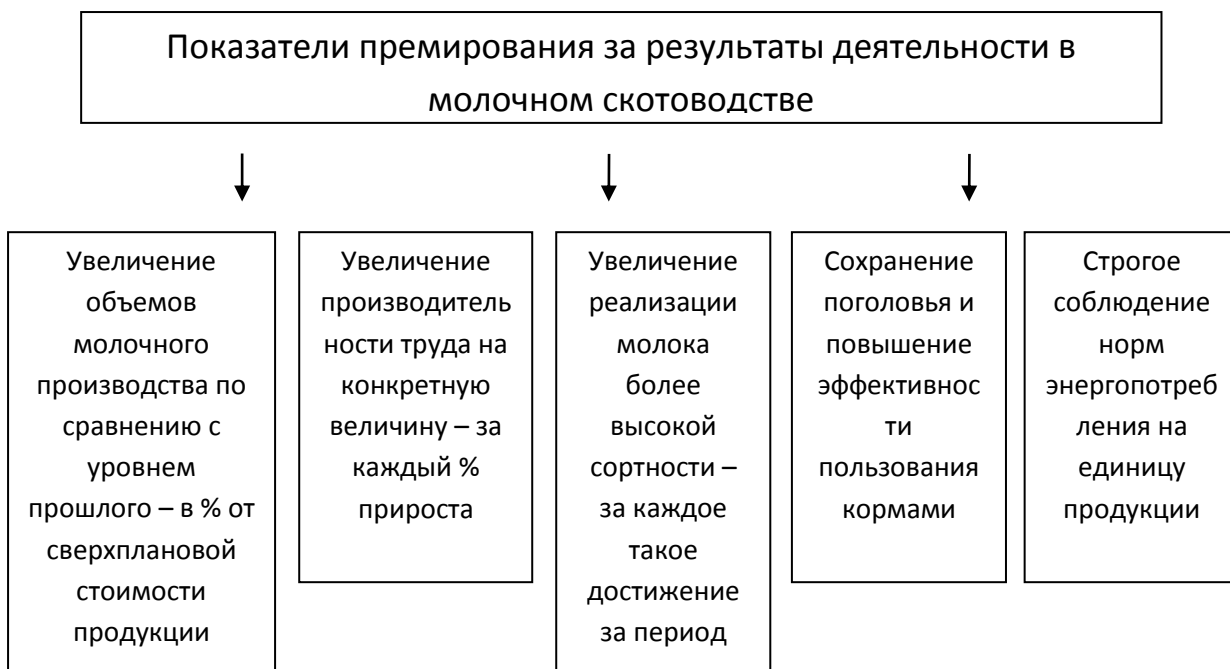 Показатели премирования за результаты деятельности в
молочном скотоводстве
Увеличение
объемов
молочного
производства по
сравнению с
уровнем
прошлого – в % от
сверхплановой
стоимости
продукции
Увеличение
производитель
ности труда на
конкретную
величину – за
каждый %
прироста
Увеличение
реализации
молока
более
высокой
сортности –
за каждое
такое
достижение
за период
Сохранение
поголовья и
повышение
эффективнос
ти
пользования
кормами
Строгое
соблюдение
норм
энергопотреб
ления на
единицу
продукции